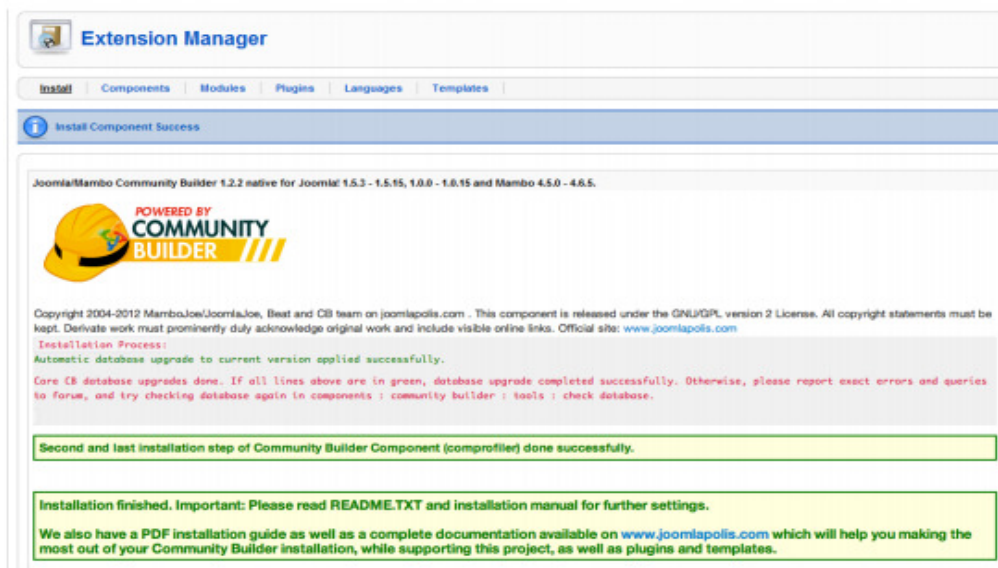 Extension Manager
Install Components Modules Plugins Languages Templates
Install Component Success
Joomla/Mambo Community Builder 1.2.2 native for Joomla! 1.5.3 - 1.5.15, 1.0.0 - 1.0.15 and Mambo 4.5.0 - 4.6.5.
POWERED BY
COMMUNITY
BUILDER
Copyright 2004-2012 MamboJoe/JoomlaJoe, Beat and CB team on joomlapolis.com . This component is released under the GNU/GPL version 2 License. All copyright statements must be
kept. Derivate work must prominently duly acknowledge original work and include visible online links. Official site: www.joomlapolis.com
Installation Process:
Automatic database upgrade to current version applied successfully.
Core CB database upgrades done. If all lines above are in green, database upgrade completed successfully. Otherwise, please report exact errors and queries
to forum, and try checking database again in components : community builder : tools : check database.
Second and last installation step of Community Builder Component (comprofiler) done successfully.
Installation finished. Important: Please read README.TXT and installation manual for further settings.
We also have a PDF installation guide as well as a complete documentation available on www.joomlapolis.com which will help you making the
most out of your Community Builder installation, while supporting this project, as well as plugins and templates.